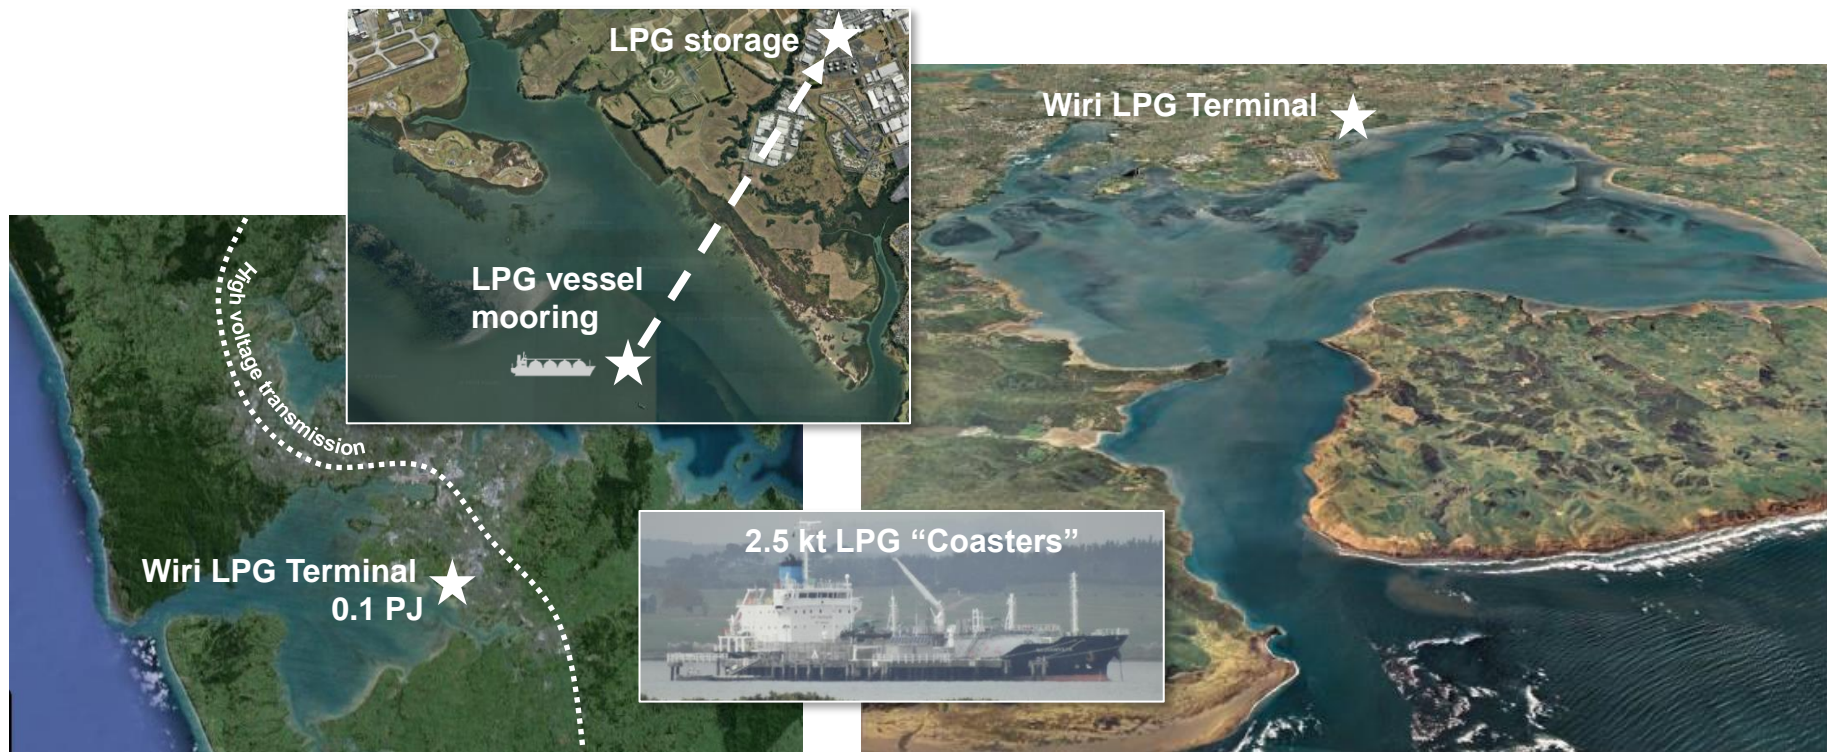 LPG storage
LPG vessel
mooring
Wiri LPG Terminal
High voltage transmission
Wiri LPG Terminal
0.1 PJ
2.5 kt LPG “Coasters”